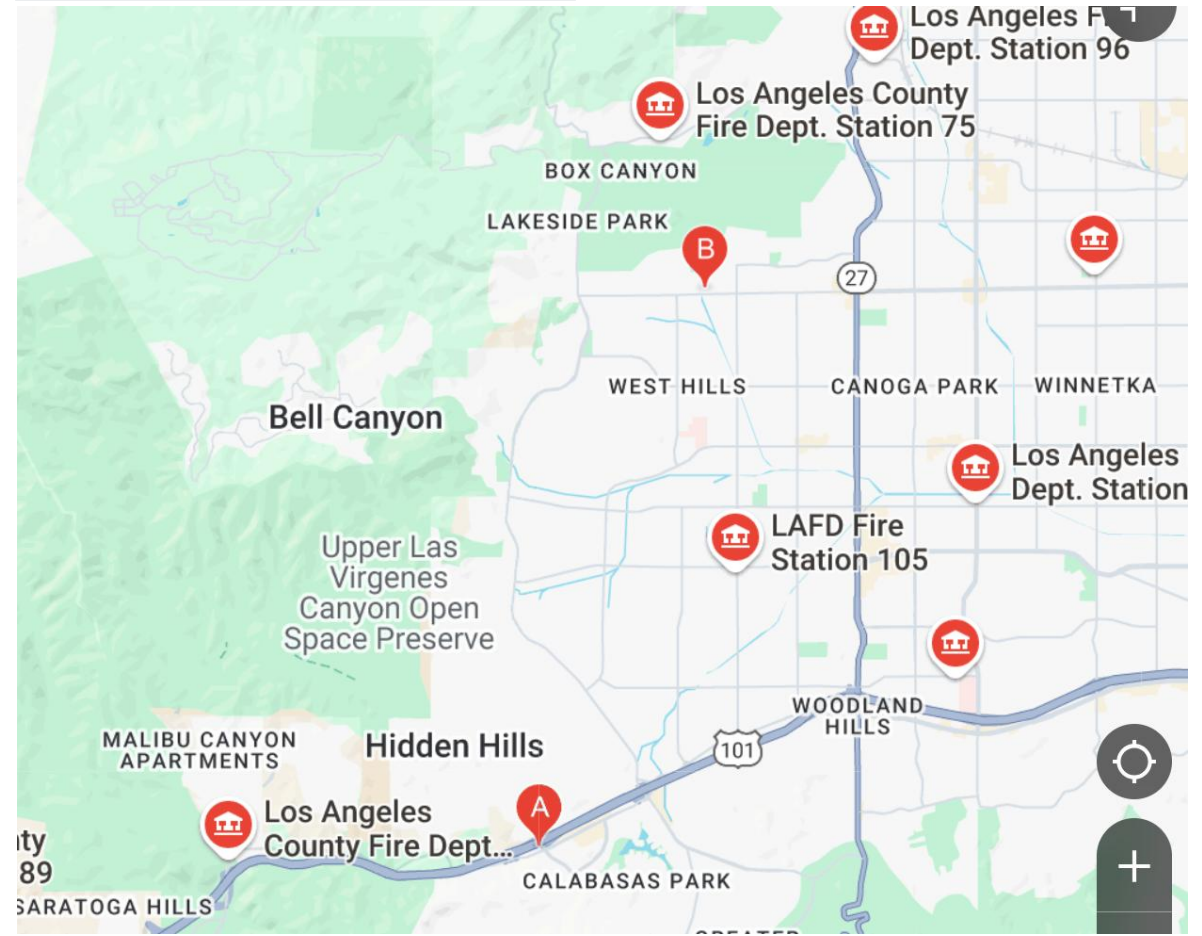 Los Angeles F
Dept. Station 96
Los Angeles County
Fire Dept. Station 75
BOX CANYON
LAKESIDE PARK
B
27
WEST HILLS
CANOGA PARK
WINNETKA
Bell Canyon
Los Angeles
Dept. Station
LAFD Fire
Station 105
Upper Las
Virgenes
Canyon Open
Space Preserve
WOODLAND
HILLS
MALIBU CANYON
APARTMENTS
Hidden Hills
101
A
Los Angeles
County Fire Dept...
89
CALABASAS PARK
SARATOGA HILLS